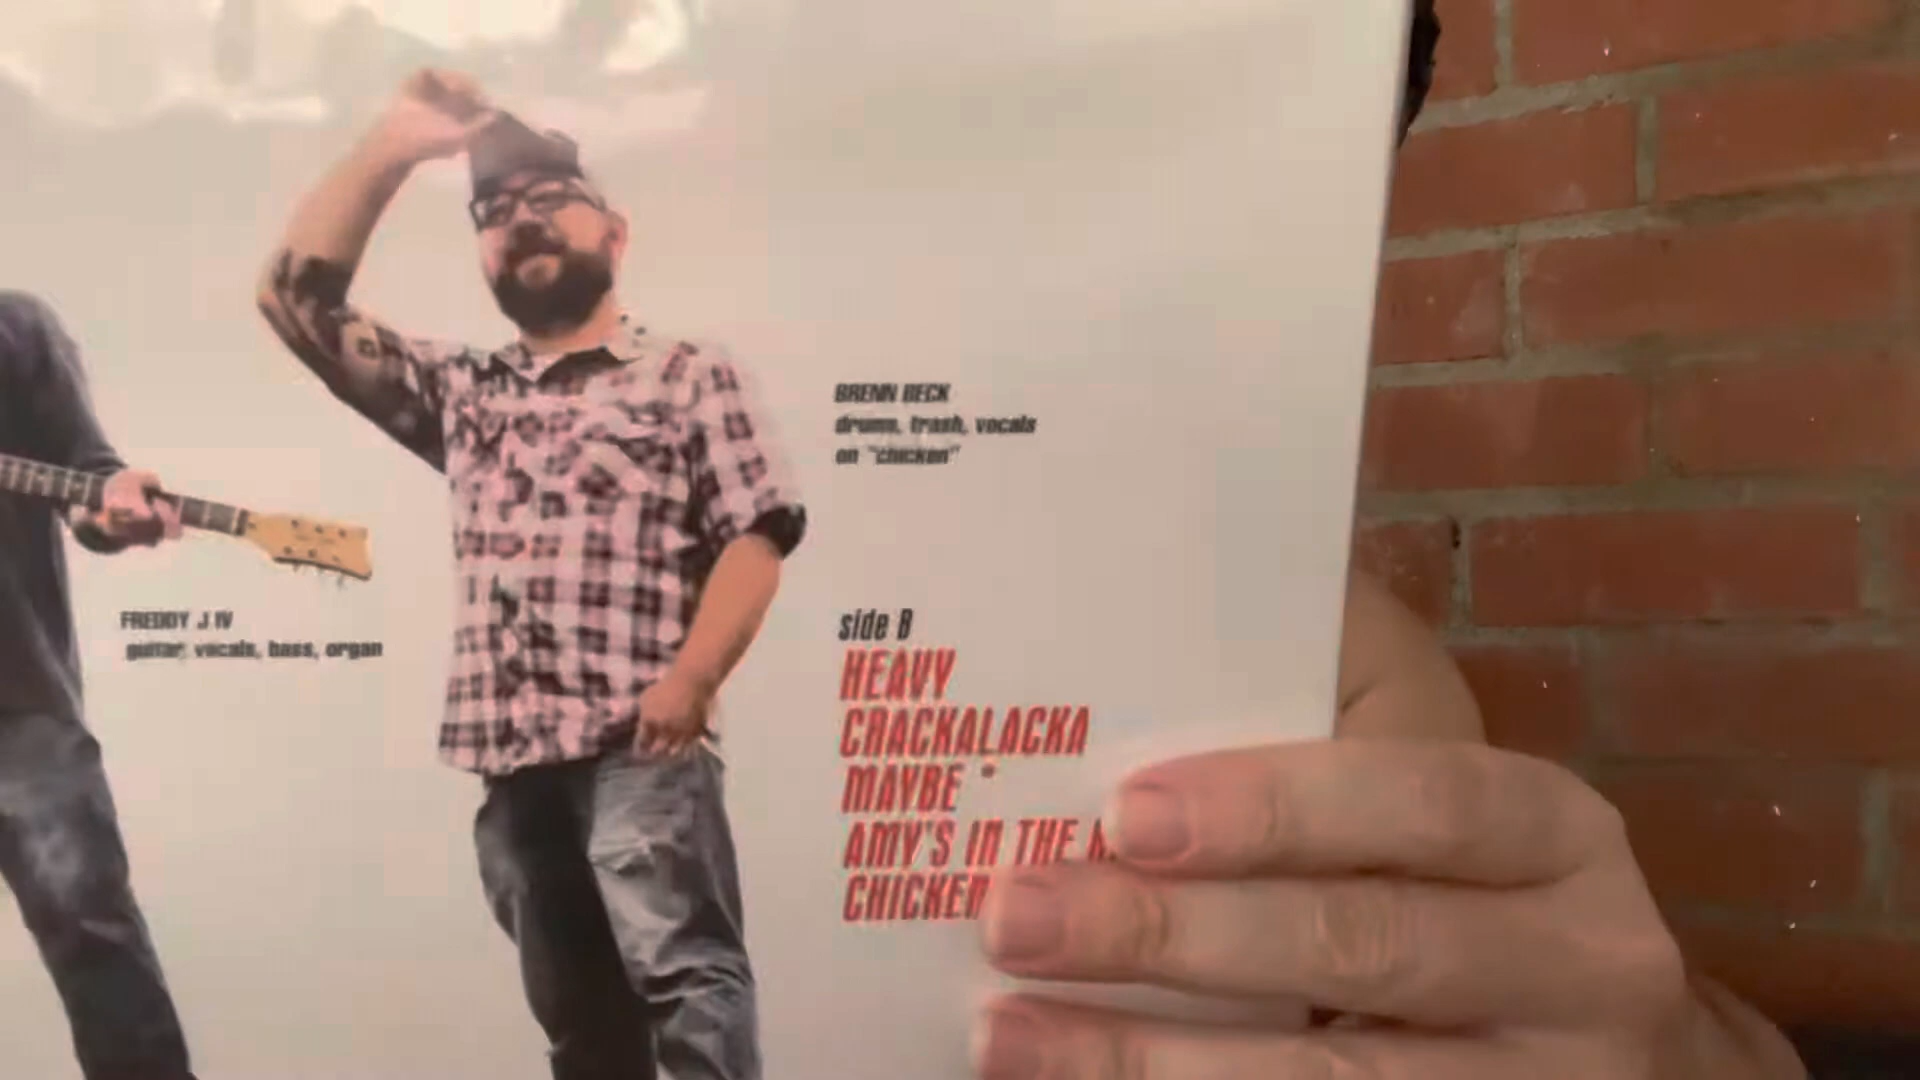 BRENN BECK
drums, trash, vocals
on "chicken"
FREDDY J IV
guitar, vocals, bass, organ
side B
HEAVY
CRACKALACKA
MAYBE *
AMY'S IN THE
CHICKEN